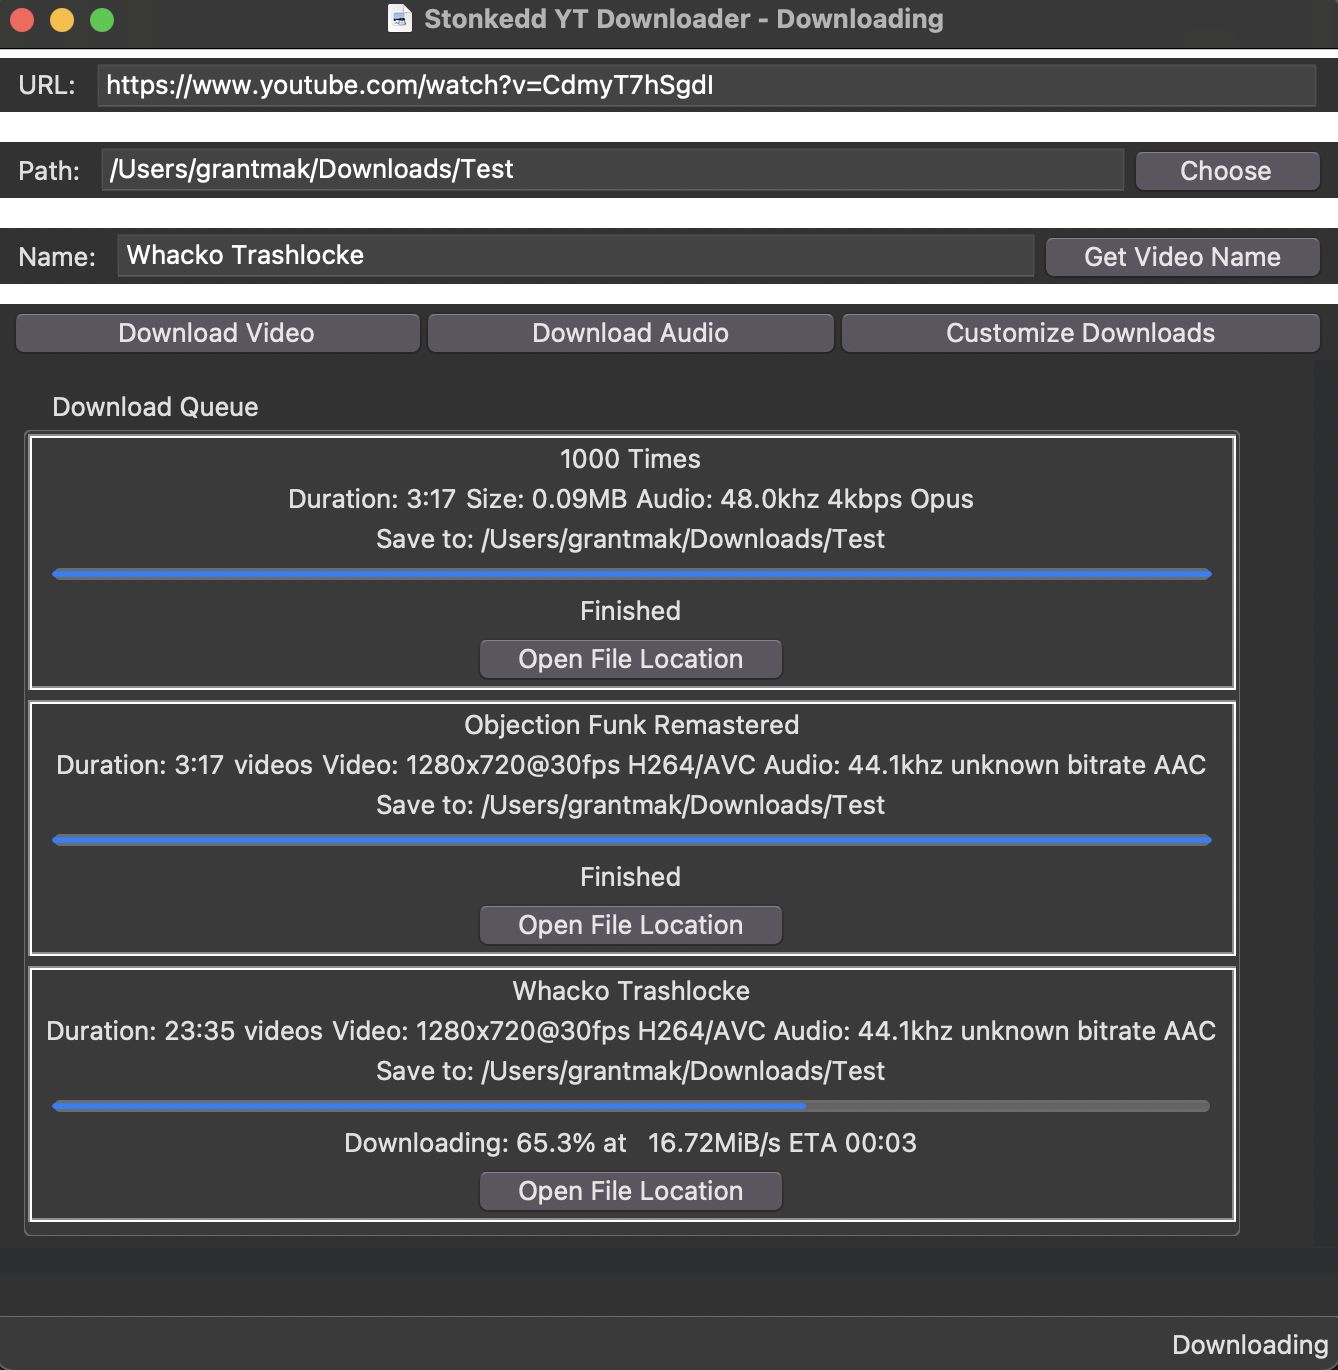 Stonkedd YT Downloader - Downloading
URL: https://www.youtube.com/watch?v=CdmyT7hSgdI
Path: /Users/grantmak/Downloads/Test Choose
Name: Whacko Trashlocke Get Video Name
Download Video Download Audio Customize Downloads
Download Queue
1000 Times
Duration: 3:17 Size: 0.09MB Audio: 48.0khz 4kbps Opus
Save to: /Users/grantmak/Downloads/Test
Finished
Open File Location
Objection Funk Remastered
Duration: 3:17 videos Video: 1280x720@30fps H264/AVC Audio: 44.1khz unknown bitrate AAC
Save to: /Users/grantmak/Downloads/Test
Finished
Open File Location
Whacko Trashlocke
Duration: 23:35 videos Video: 1280x720@30fps H264/AVC Audio: 44.1khz unknown bitrate AAC
Save to: /Users/grantmak/Downloads/Test
Downloading: 65.3% at 16.72MiB/s ETA 00:03
Open File Location
Downloading